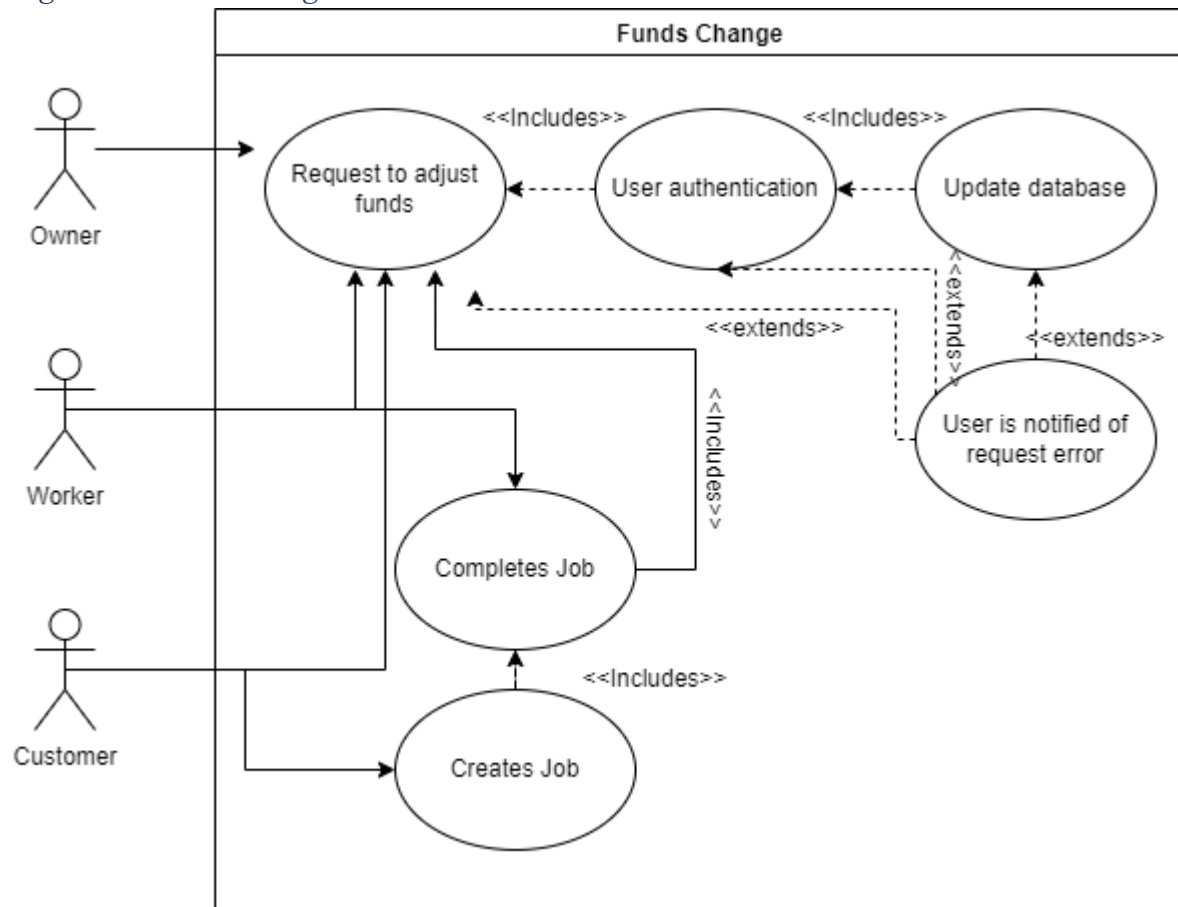 Funds Change
<<Includes>>
<<Includes>>
Request to adjust
funds
User authentication
Update database
Owner
<<extends>>
<<extends>>
<<extends>>
User is notified of
request error
<<Includes>>
Worker
Completes Job
<<Includes>>
Customer
Creates Job